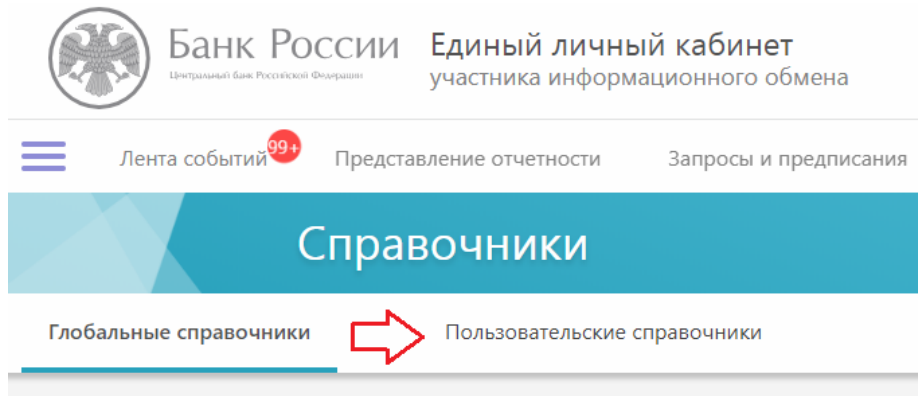 Банк России
Центральный банк Российской Федерации
Единый личный кабинет
участника информационного обмена
Лента событий 99+ Представление отчетности Запросы и предписания
Справочники
Глобальные справочники Пользовательские справочники